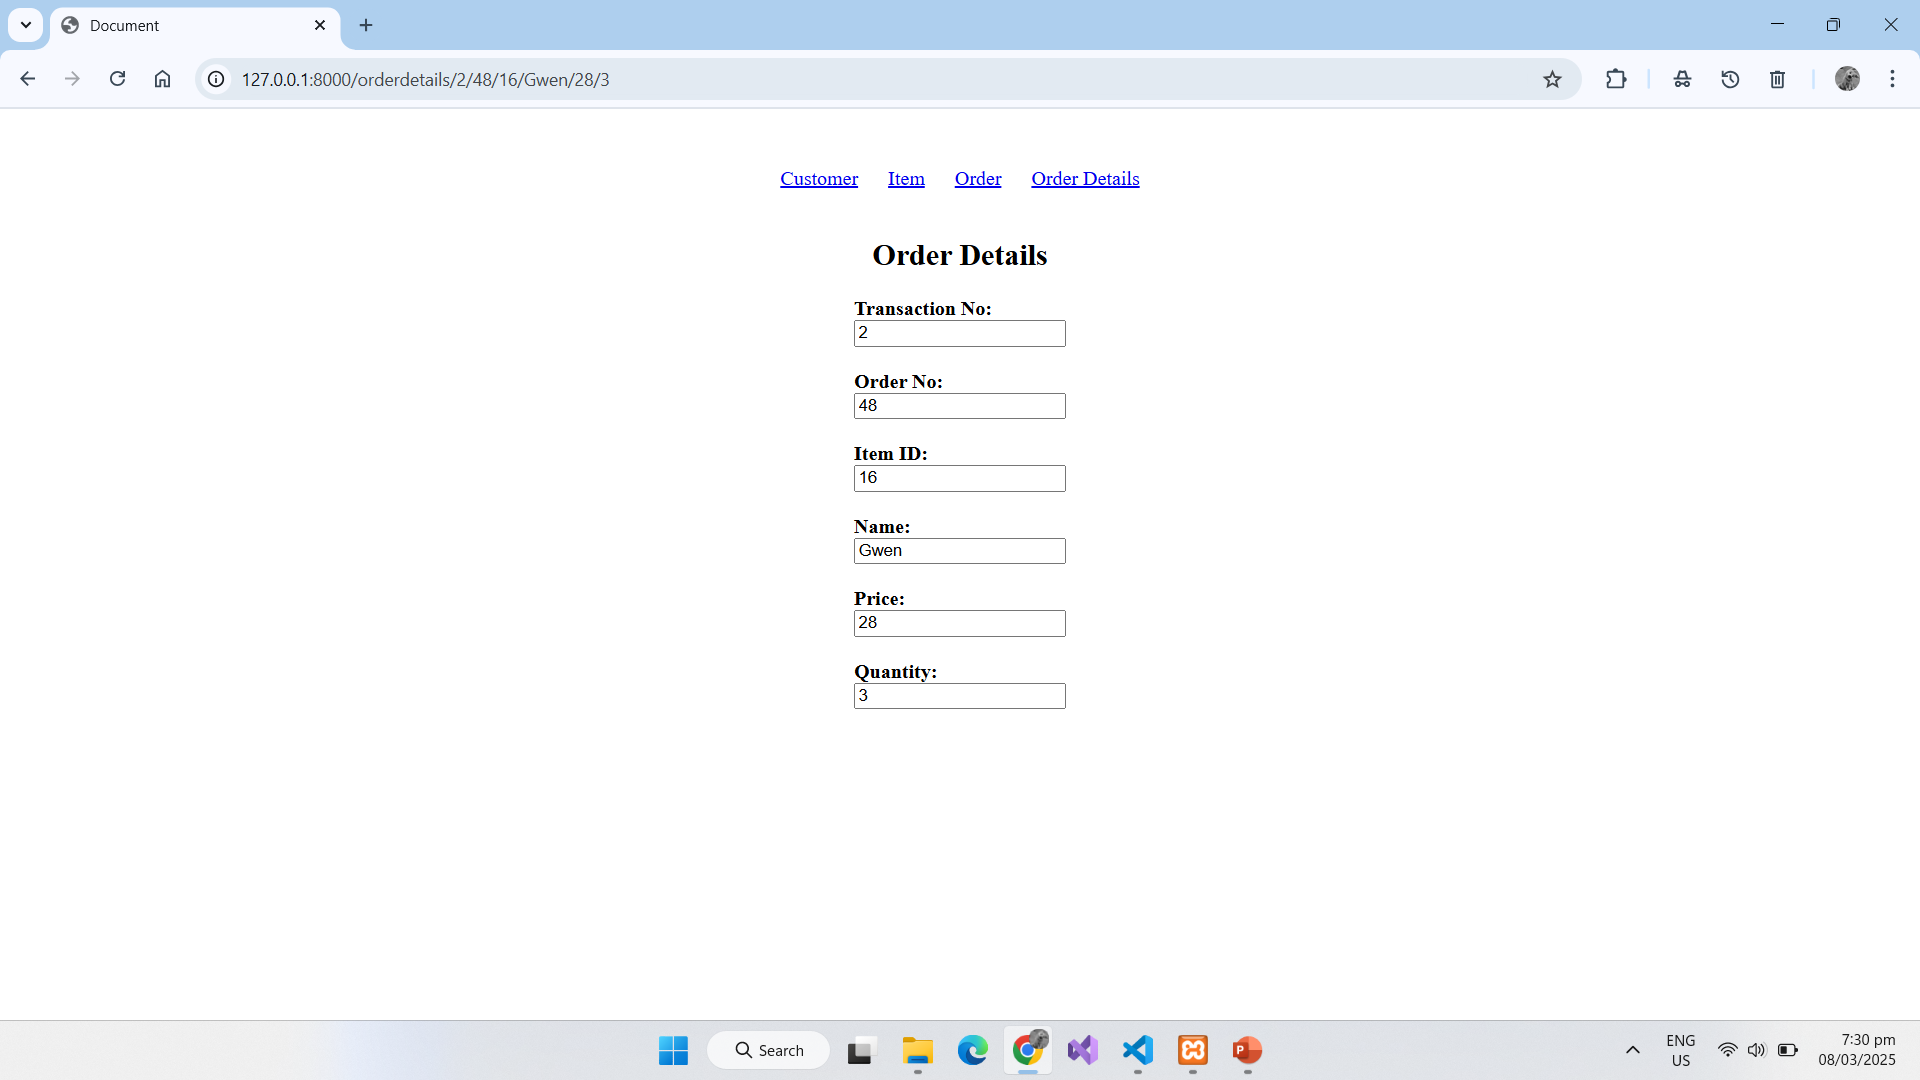 Document
127.0.0.1:8000/orderdetails/2/48/16/Gwen/28/3
Customer Item Order Order Details
Order Details
Transaction No:
2
Order No:
48
Item ID:
16
Name:
Gwen
Price:
28
Quantity:
3
Search
ENG
US
7:30 pm
08/03/2025